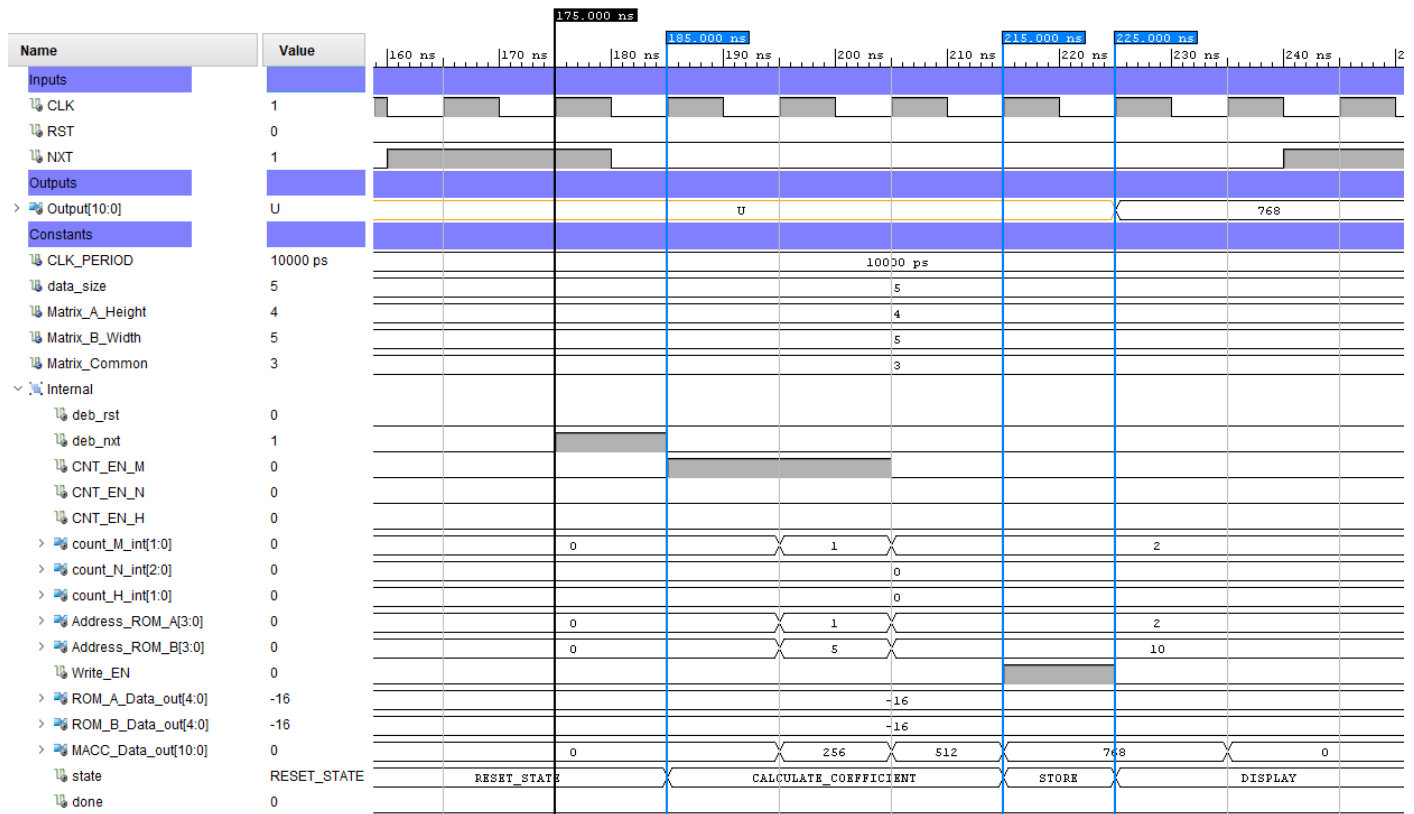 175.000 ns
185.000 ns 215.000 ns 225.000 ns
Name Value 160 ns 170 ns 180 ns 190 ns 200 ns 210 ns 220 ns 230 ns 240 ns 2
Inputs
CLK 1
RST 0
NXT 1
Outputs
Output[10:0] U U 768
Constants
CLK_PERIOD 10000 ps 10000 ps
data_size 5 5
Matrix_A_Height 4 4
Matrix_B_Width 5 5
Matrix_Common 3 3
Internal
deb_rst 0
deb_nxt 1
CNT_EN_M 0
CNT_EN_N 0
CNT_EN_H 0
count_M_int[1:0] 0 0 1 2
count_N_int[2:0] 0 0
count_H_int[1:0] 0 0
Address_ROM_A[3:0] 0 0 1 2
Address_ROM_B[3:0] 0 0 5 10
Write_EN 0
ROM_A_Data_out[4:0] -16 -16
ROM_B_Data_out[4:0] -16 -16
MACC_Data_out[10:0] 0 0 256 512 768 0
state RESET_STATE RESET_STATE CALCULATE_COEFFICIENT STORE DISPLAY
done 0